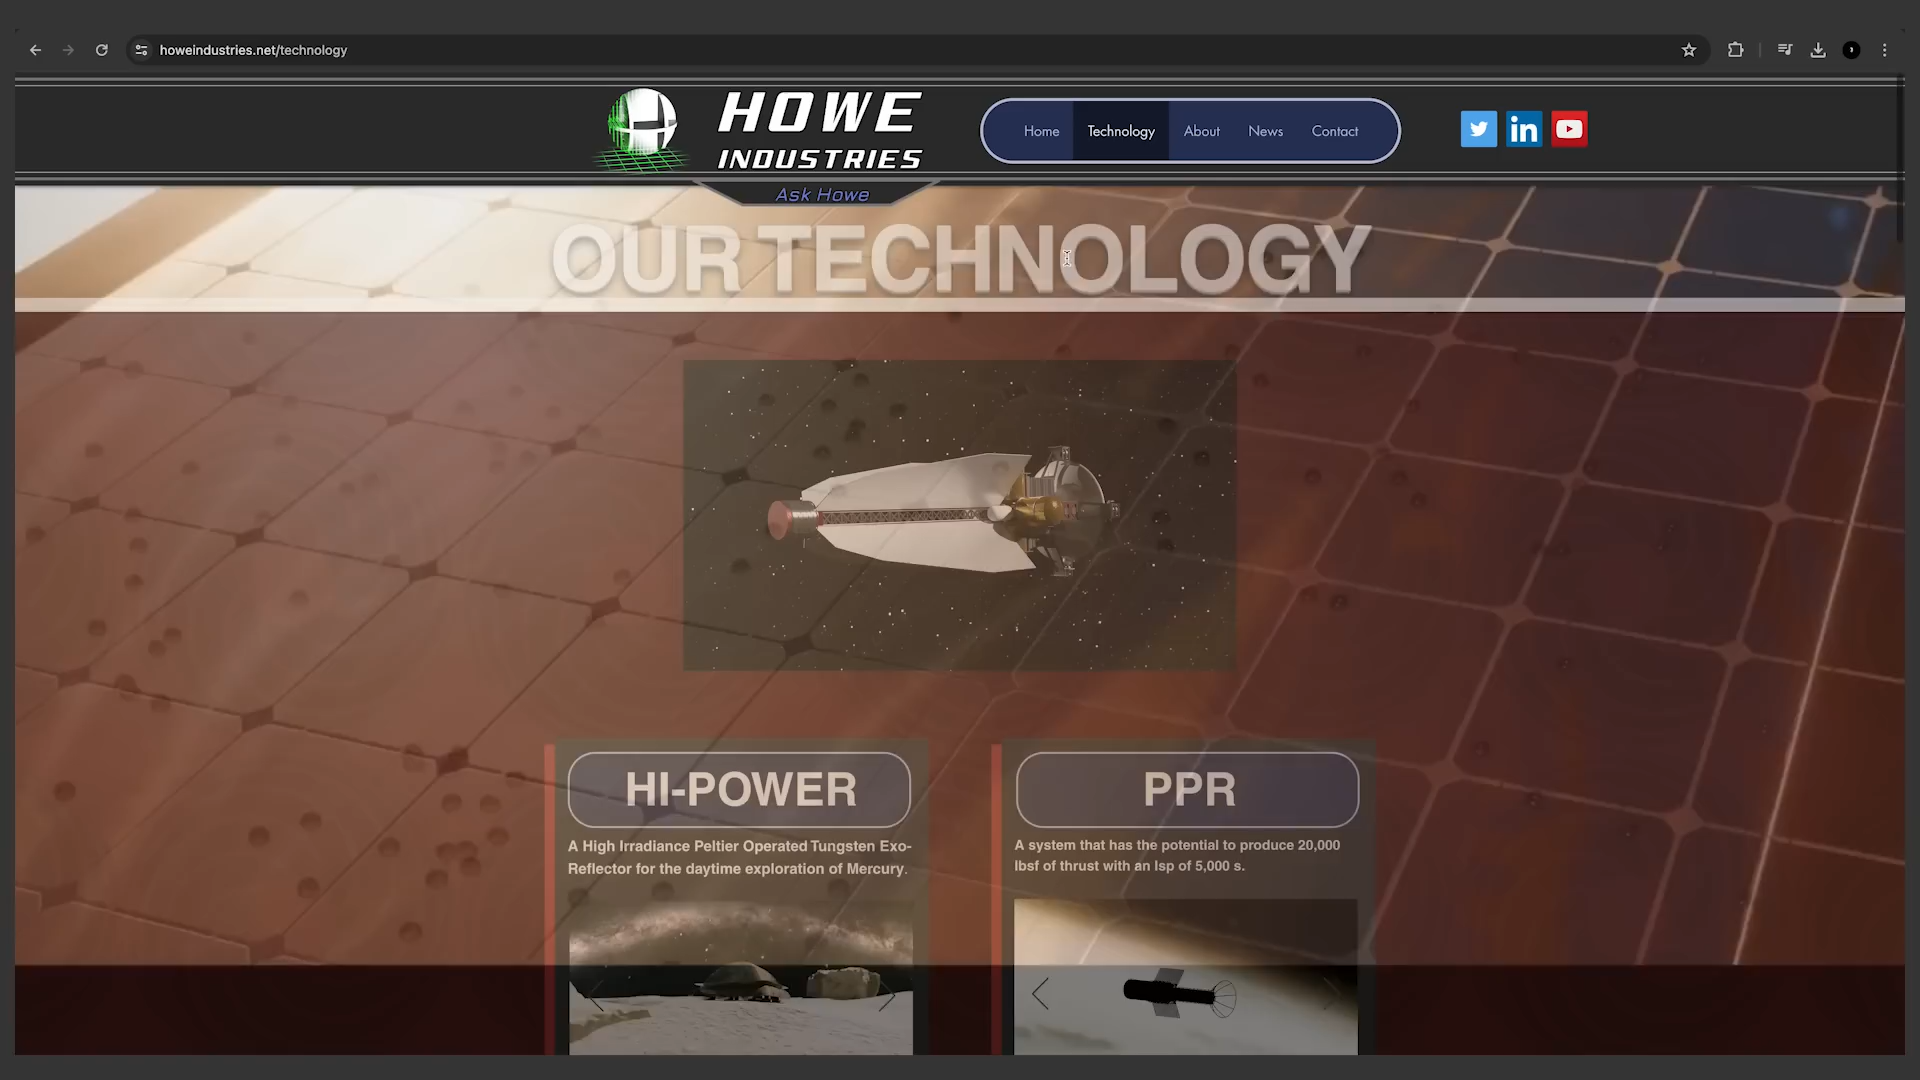 howeindustries.net/technology
HOWE
INDUSTRIES
Home Technology About News Contact
in
Ask Howe
OUR TECHNOLOGY
HI-POWER
A High Irradiance Peltier Operated Tungsten Exo-
Reflector for the daytime exploration of Mercury.
PPR
A system that has the potential to produce 20,000
lbsf of thrust with an Isp of 5,000 s.